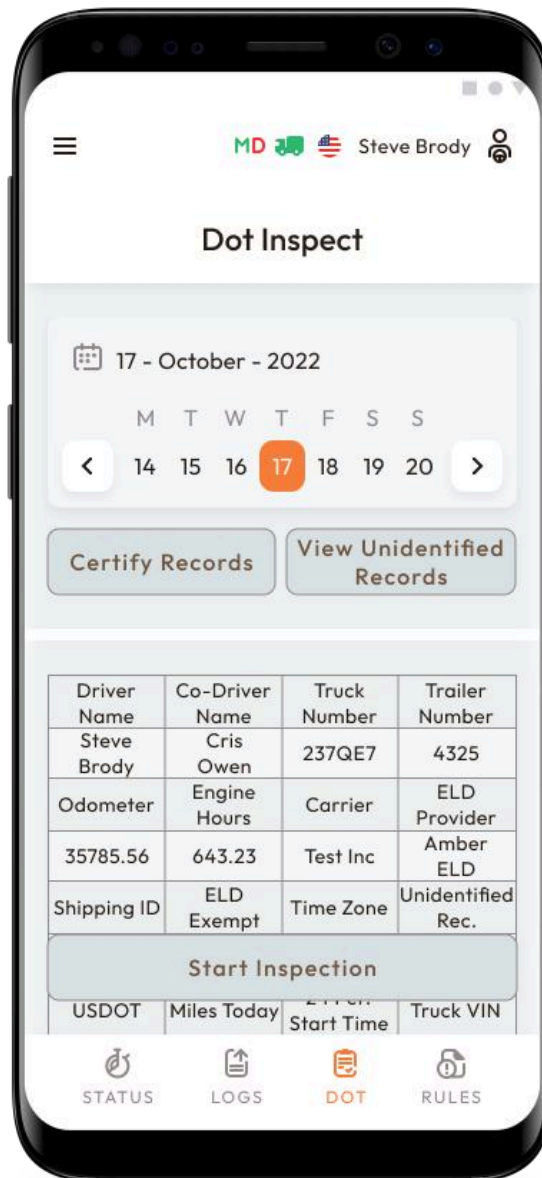 MD Steve Brody
Dot Inspect
17 - October - 2022
M T W T F S S
14 15 16 17 18 19 20
Certify Records
View Unidentified
Records
Driver Name
Co-Driver Name
Truck Number
Trailer Number
Steve Brody
Cris Owen
237QE7
4325
Odometer
Engine Hours
Carrier
ELD Provider
35785.56
643.23
Test Inc
Amber ELD
Shipping ID
ELD Exempt
Time Zone
Unidentified Rec.
Start Inspection
USDOT
Miles Today
Start Time
Truck VIN
STATUS LOGS DOT RULES